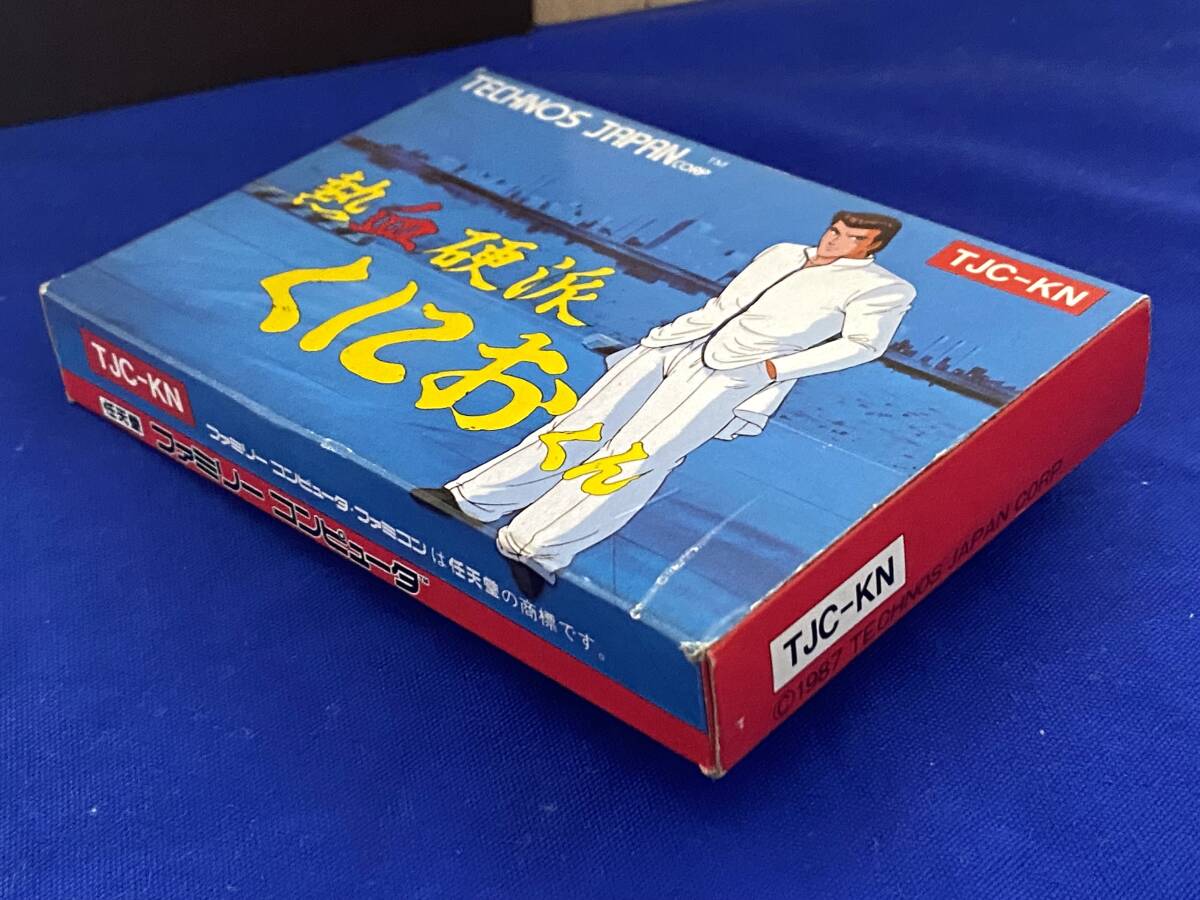 TECHNOS JAPAN CORP ™
熱血硬派
くにおくん
TJC-KN
TJC-KN
ファミリーコンピュータ・ファミコンは任天堂の商標です。
任天堂 ファミリーコンピュータ™
TJC-KN
©1987 TECHNOS JAPAN CORP.